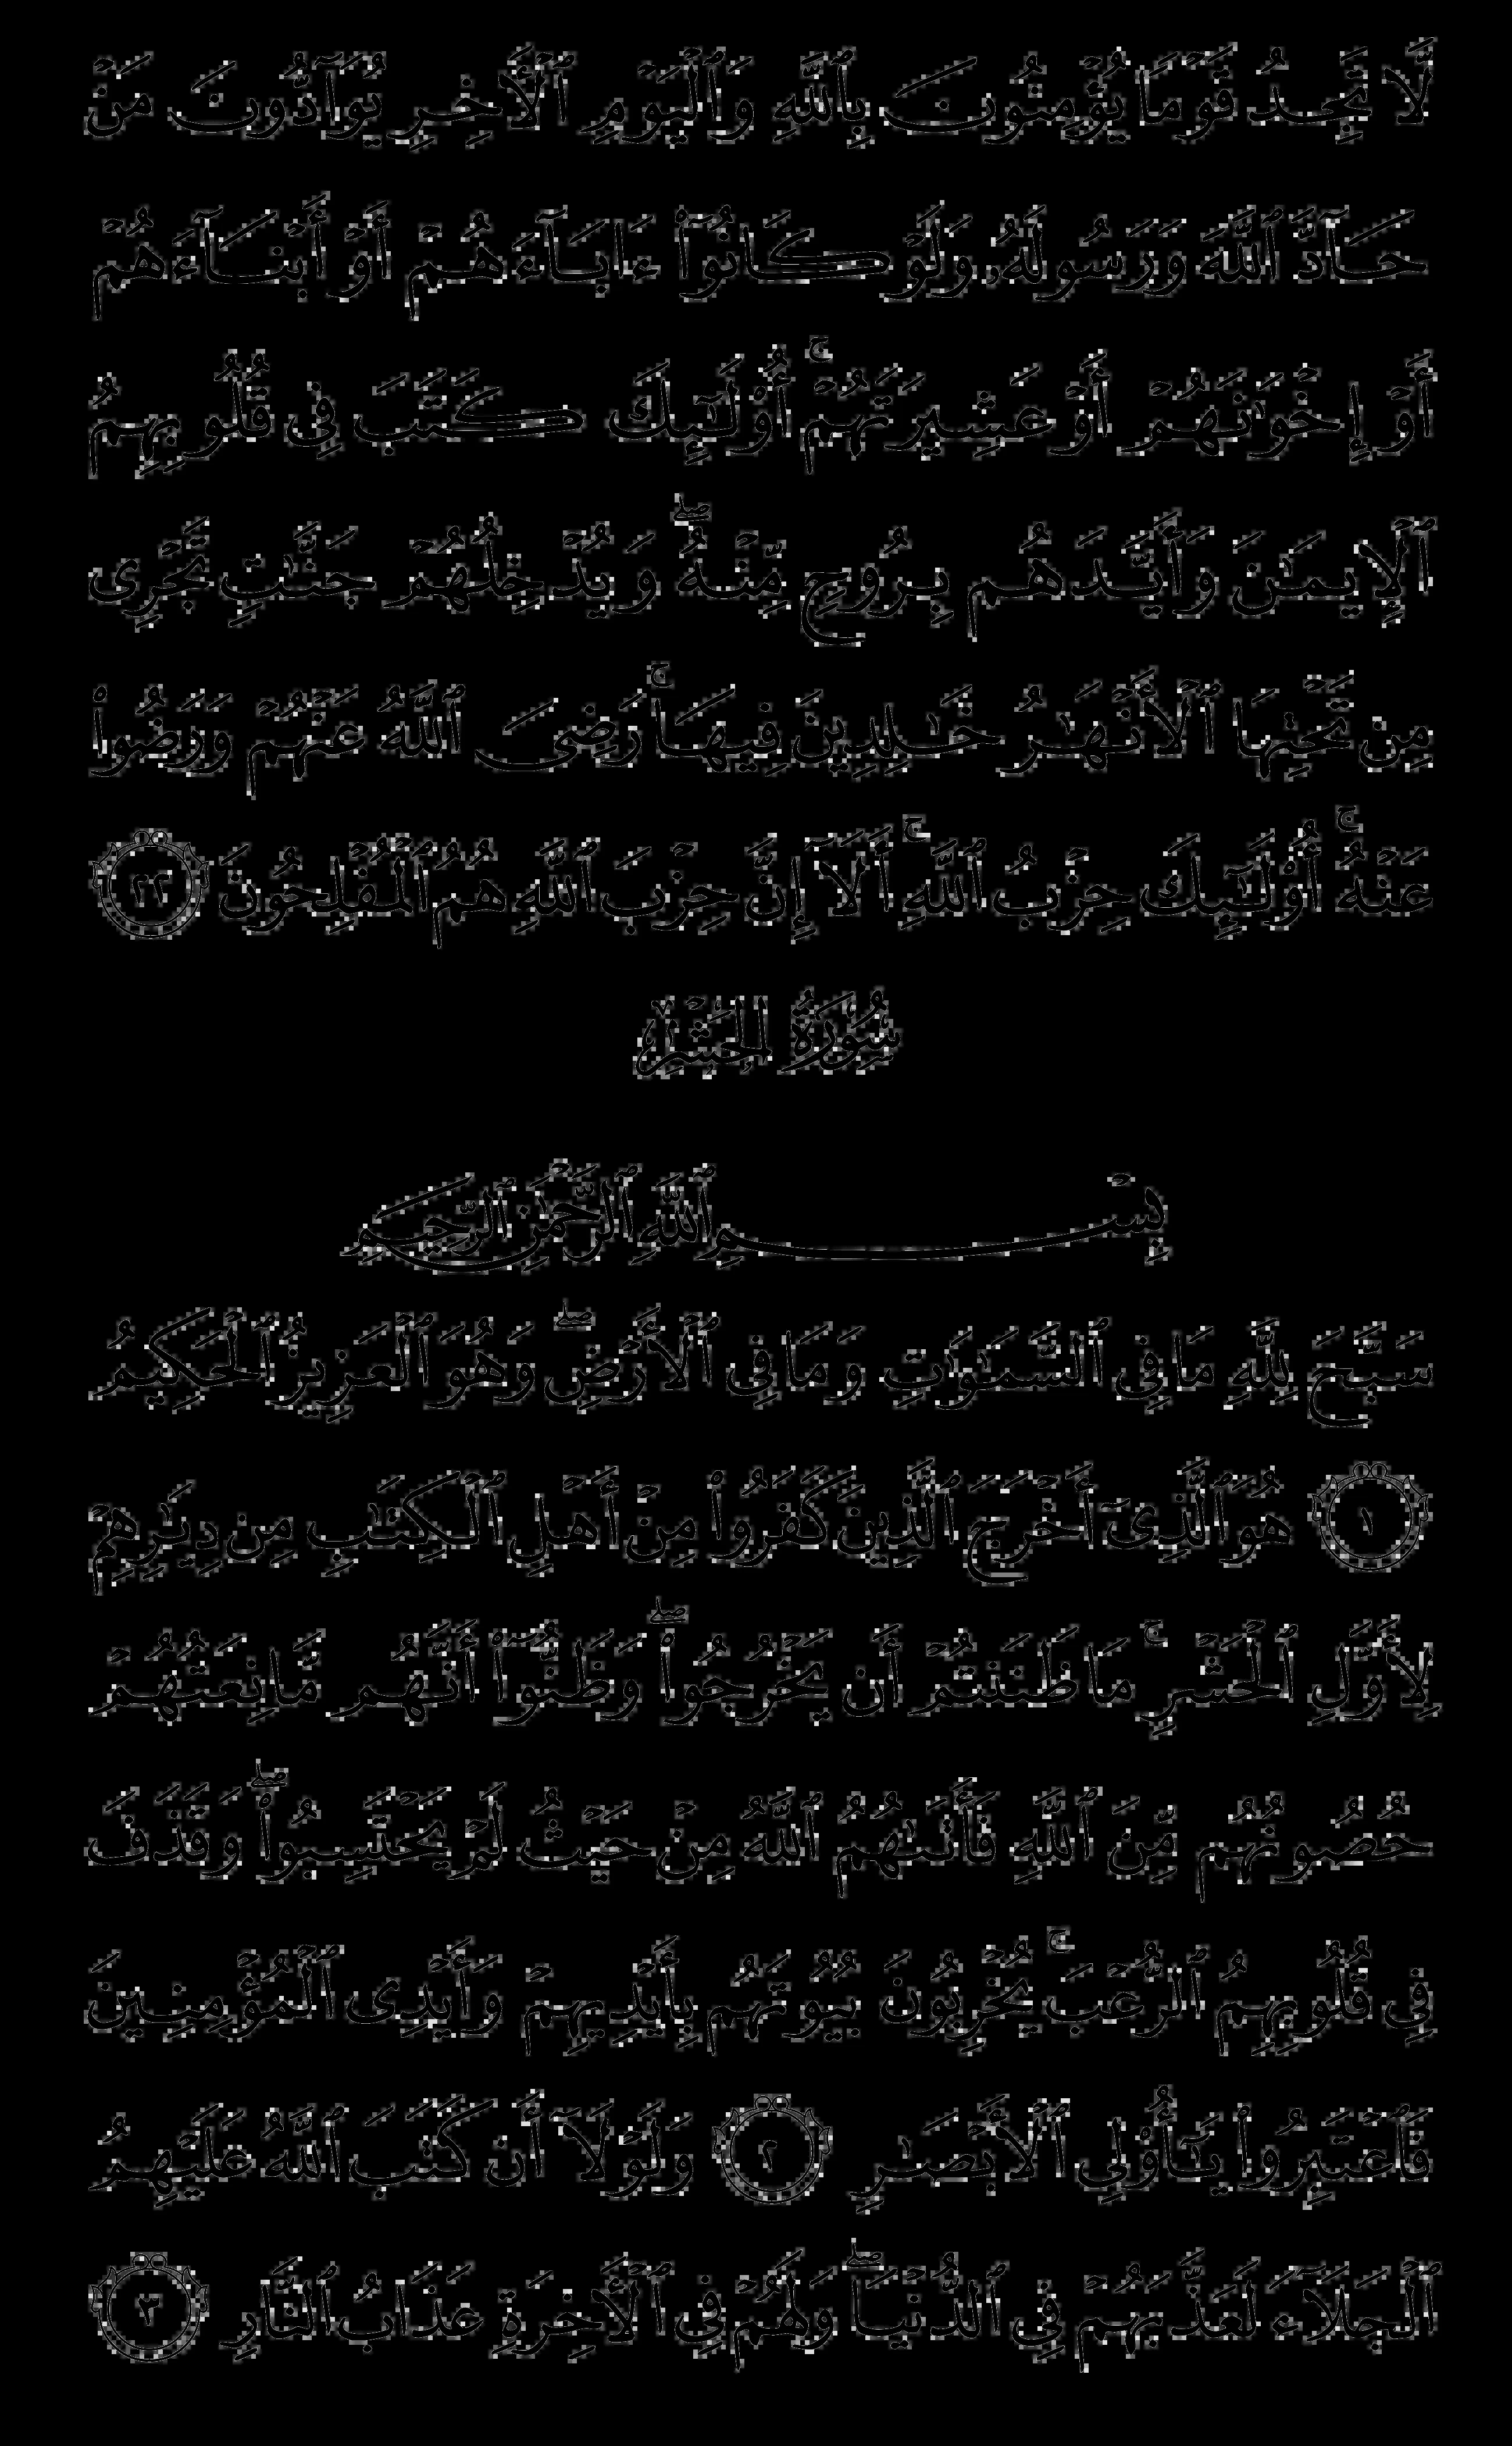 لَّا تَجِدُ قَوْمًا يُؤْمِنُونَ بِٱللَّهِ وَٱلْيَوْمِ ٱلْأَخِرِ يُوَآدُّونَ مَنْ
حَآدَّ ٱللَّهَ وَرَسُولَهُۥ وَلَوْ كَانُوٓا۟ ءَابَآءَهُمْ أَوْ أَبْنَآءَهُمْ
أَوْ إِخْوَٰنَهُمْ أَوْ عَشِيرَتَهُمْ ۚ أُو۟لَٰٓئِكَ كَتَبَ فِى قُلُوبِهِمُ
ٱلْإِيمَٰنَ وَأَيَّدَهُم بِرُوحٍ مِّنْهُ ۖ وَيُدْخِلُهُمْ جَنَّٰتٍ تَجْرِى
مِن تَحْتِهَا ٱلْأَنْهَٰرُ خَٰلِدِينَ فِيهَا ۚ رَضِىَ ٱللَّهُ عَنْهُمْ وَرَضُوا۟
عَنْهُ ۚ أُو۟لَٰٓئِكَ حِزْبُ ٱللَّهِ ۚ أَلَآ إِنَّ حِزْبَ ٱللَّهِ هُمُ ٱلْمُفْلِحُونَ ٢٢
سُورَةُ الحَشْرِ
بِسْمِ ٱللَّهِ ٱلرَّحْمَٰنِ ٱلرَّحِيمِ
سَبَّحَ لِلَّهِ مَا فِى ٱلسَّمَٰوَٰتِ وَمَا فِى ٱلْأَرْضِ ۖ وَهُوَ ٱلْعَزِيزُ ٱلْحَكِيمُ
١ هُوَ ٱلَّذِىٓ أَخْرَجَ ٱلَّذِينَ كَفَرُوا۟ مِنْ أَهْلِ ٱلْكِتَٰبِ مِن دِيَٰرِهِمْ
لِأَوَّلِ ٱلْحَشْرِ ۚ مَا ظَنَنتُمْ أَن يَخْرُجُوا۟ ۖ وَظَنُّوٓا۟ أَنَّهُم مَّانِعَتُهُمْ
حُصُونُهُم مِّنَ ٱللَّهِ فَأَتَىٰهُمُ ٱللَّهُ مِنْ حَيْثُ لَمْ يَحْتَسِبُوا۟ ۖ وَقَذَفَ
فِى قُلُوبِهِمُ ٱلرُّعْبَ ۚ يُخْرِبُونَ بُيُوتَهُم بِأَيْدِيهِمْ وَأَيْدِى ٱلْمُؤْمِنِينَ
فَٱعْتَبِرُوا۟ يَٰٓأُو۟لِى ٱلْأَبْصَٰرِ ٢ وَلَوْلَآ أَن كَتَبَ ٱللَّهُ عَلَيْهِمُ
ٱلْجَلَآءَ لَعَذَّبَهُمْ فِى ٱلدُّنْيَا ۖ وَلَهُمْ فِى ٱلْأَخِرَةِ عَذَابُ ٱلنَّارِ ٣